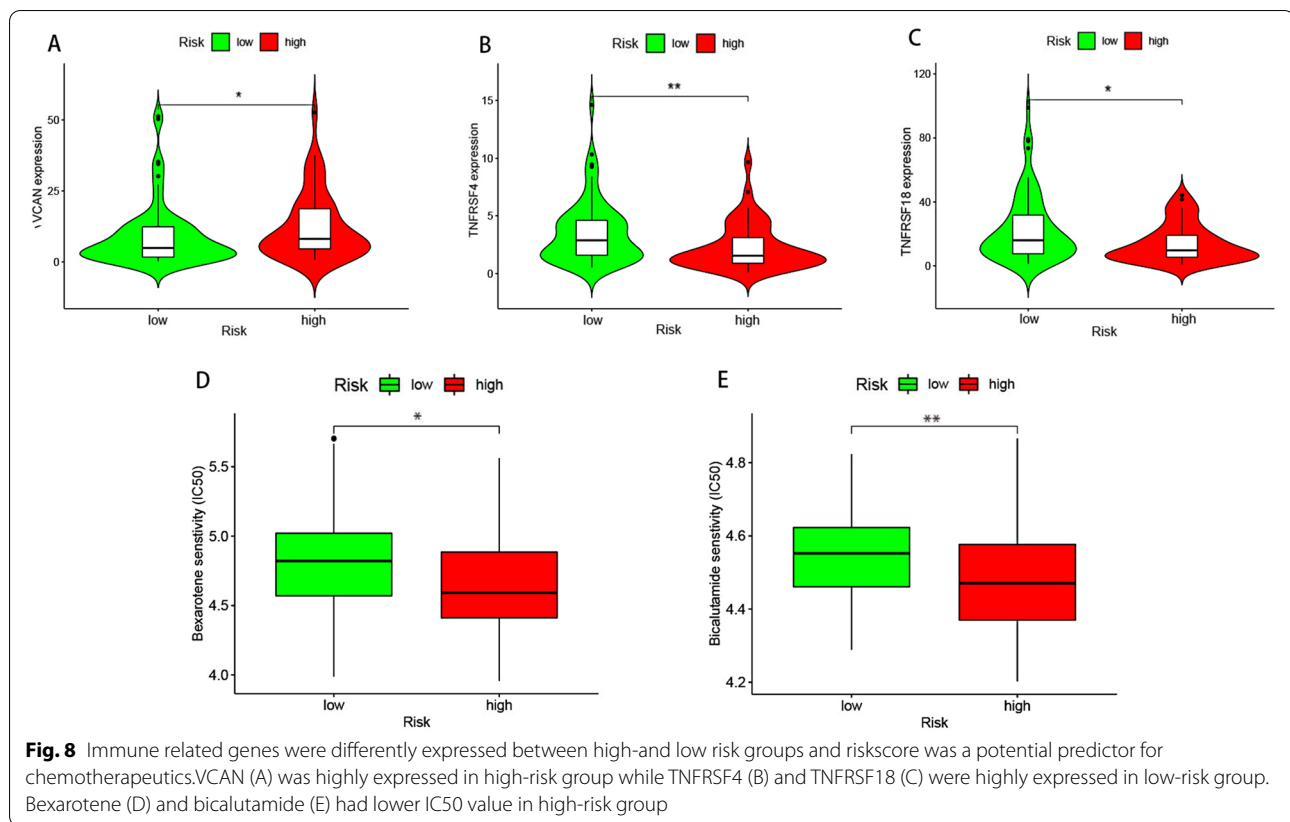 A
Risk low high
VCAN expression
50
25
0
*
low high
Risk
B
Risk low high
TNFRSF4 expression
15
10
5
0
**
low high
Risk
C
Risk low high
TNFRSF18 expression
120
80
40
0
*
low high
Risk
D
Risk low high
Bexarotene senstivity (IC50)
5.5
5.0
4.5
4.0
*
low high
Risk
E
Risk low high
Bicalutamide senstivity (IC50)
4.8
4.6
4.4
4.2
**
low high
Risk
Fig. 8 Immune related genes were differently expressed between high-and low risk groups and riskscore was a potential predictor for
chemotherapeutics.VCAN (A) was highly expressed in high-risk group while TNFRSF4 (B) and TNFRSF18 (C) were highly expressed in low-risk group.
Bexarotene (D) and bicalutamide (E) had lower IC50 value in high-risk group